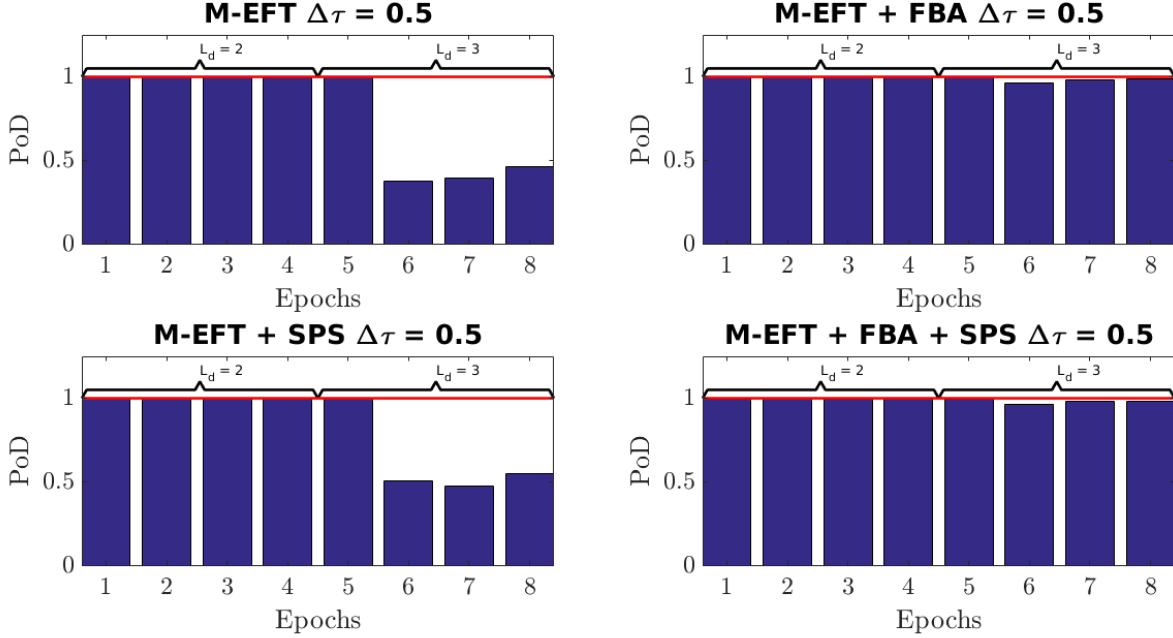 M-EFT Δτ = 0.5
L_d = 2
L_d = 3
1
0.5
0
PoD
1 2 3 4 5 6 7 8
Epochs
M-EFT + FBA Δτ = 0.5
L_d = 2
L_d = 3
1
0.5
0
PoD
1 2 3 4 5 6 7 8
Epochs
M-EFT + SPS Δτ = 0.5
L_d = 2
L_d = 3
1
0.5
0
PoD
1 2 3 4 5 6 7 8
Epochs
M-EFT + FBA + SPS Δτ = 0.5
L_d = 2
L_d = 3
1
0.5
0
PoD
1 2 3 4 5 6 7 8
Epochs